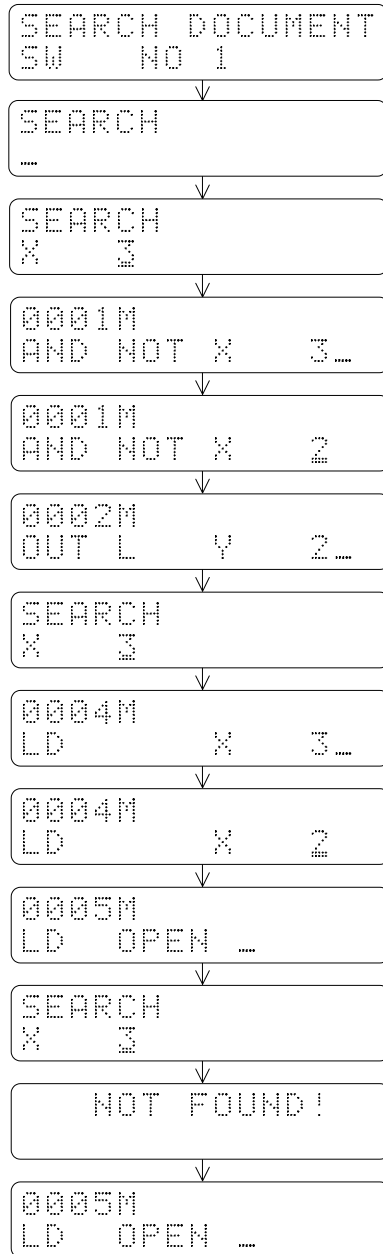 SEARCH DOCUMENT
SW NO 1
SEARCH
SEARCH
X 3
0001M
AND NOT X 3
0001M
AND NOT X 2
0002M
OUT L Y 2
SEARCH
X 3
0004M
LD X 3
0004M
LD X 2
0005M
LD OPEN
SEARCH
X 3
NOT FOUND!
0005M
LD OPEN